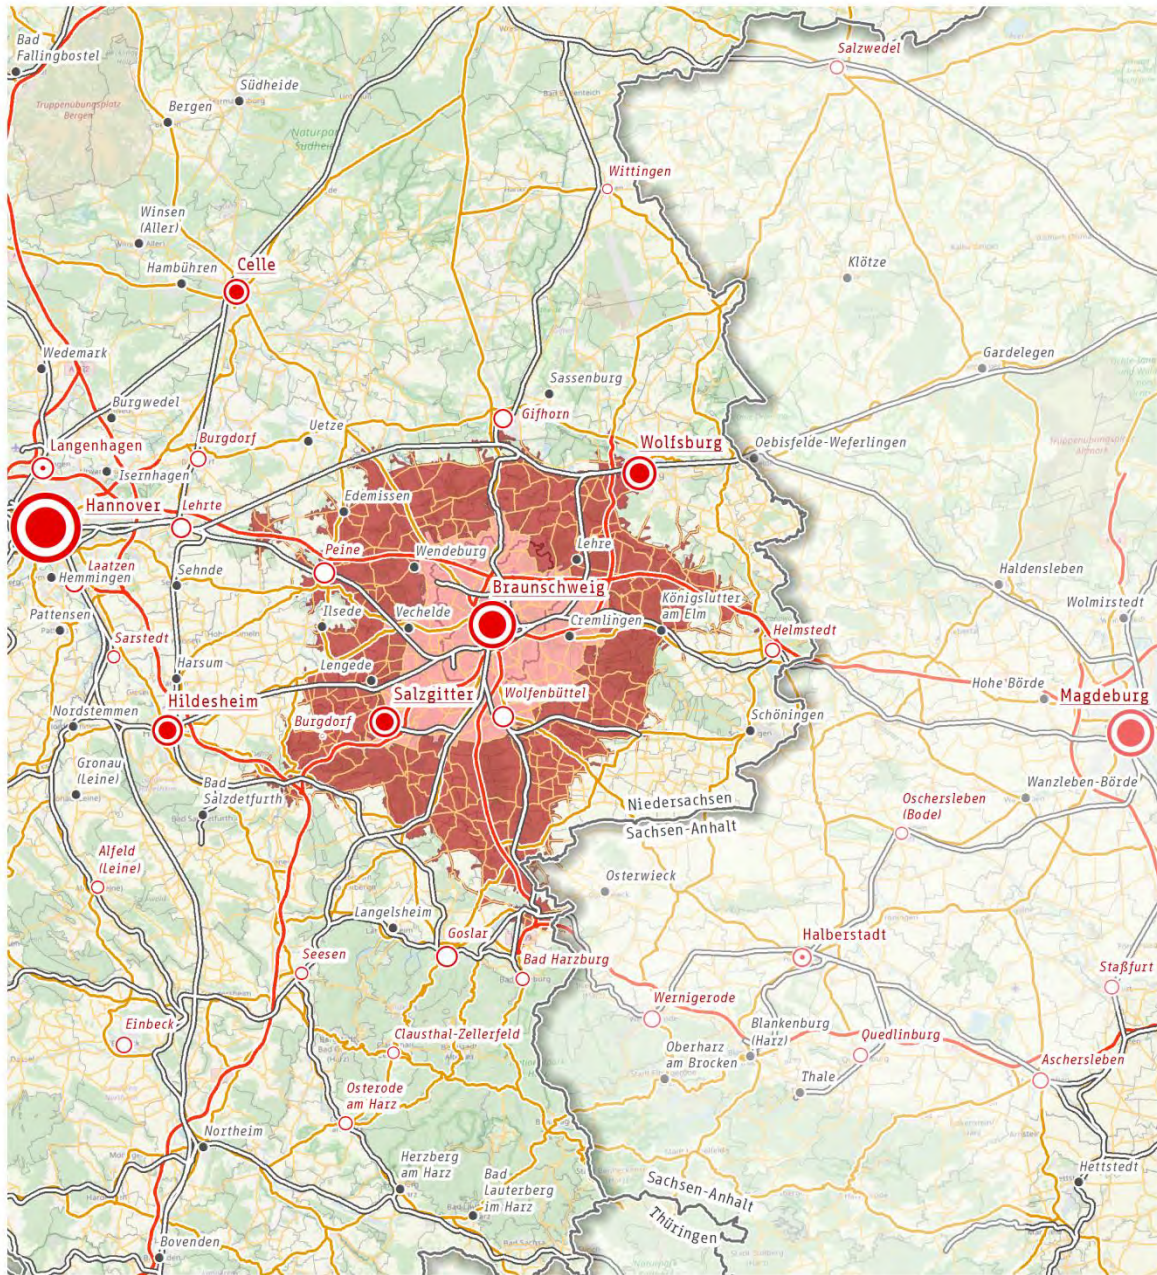 Bad
Fallingbostel
Südheide
Bergen
Truppenübungsplatz
Bergen
Salzwedel
Wittingen
Winsen
(Aller)
Celle
Hambühren
Klötze
Wedemark
Gardelegen
Sassenburg
Burgwedel
Gifhorn
Uetze
Burgdorf
Langenhagen
Wolfsburg
Oebisfelde-Weferlingen
Truppenübungsplatz
Altmark
Isernhagen
Edemissen
Hannover
Lehrte
Peine
Wendeburg
Lehre
Laatzen
Hemmingen
Sehnde
Braunschweig
Haldensleben
Königslutter
am Elm
Wolmirstedt
Pattensen
Ilsede
Vechelde
Cremlingen
Helmstedt
Sarstedt
Harsum
Lengede
Hohe Börde
Hildesheim
Salzgitter
Wolfenbüttel
Magdeburg
Nordstemmen
Burgdorf
Schöningen
Gronau
(Leine)
Bad
Salzdetfurth
Wanzleben-Börde
Niedersachsen
Sachsen-Anhalt
Oschersleben
(Bode)
Alfeld
(Leine)
Osterwieck
Langelsheim
Goslar
Halberstadt
Seesen
Bad Harzburg
Staßfurt
Wernigerode
Einbeck
Clausthal-Zellerfeld
Blankenburg
(Harz)
Quedlinburg
Oberharz
am Brocken
Aschersleben
Thale
Osterode
am Harz
Northeim
Herzberg
am Harz
Bad
Lauterberg
im Harz
Hettstedt
Sachsen-Anhalt
Thüringen
Bovenden